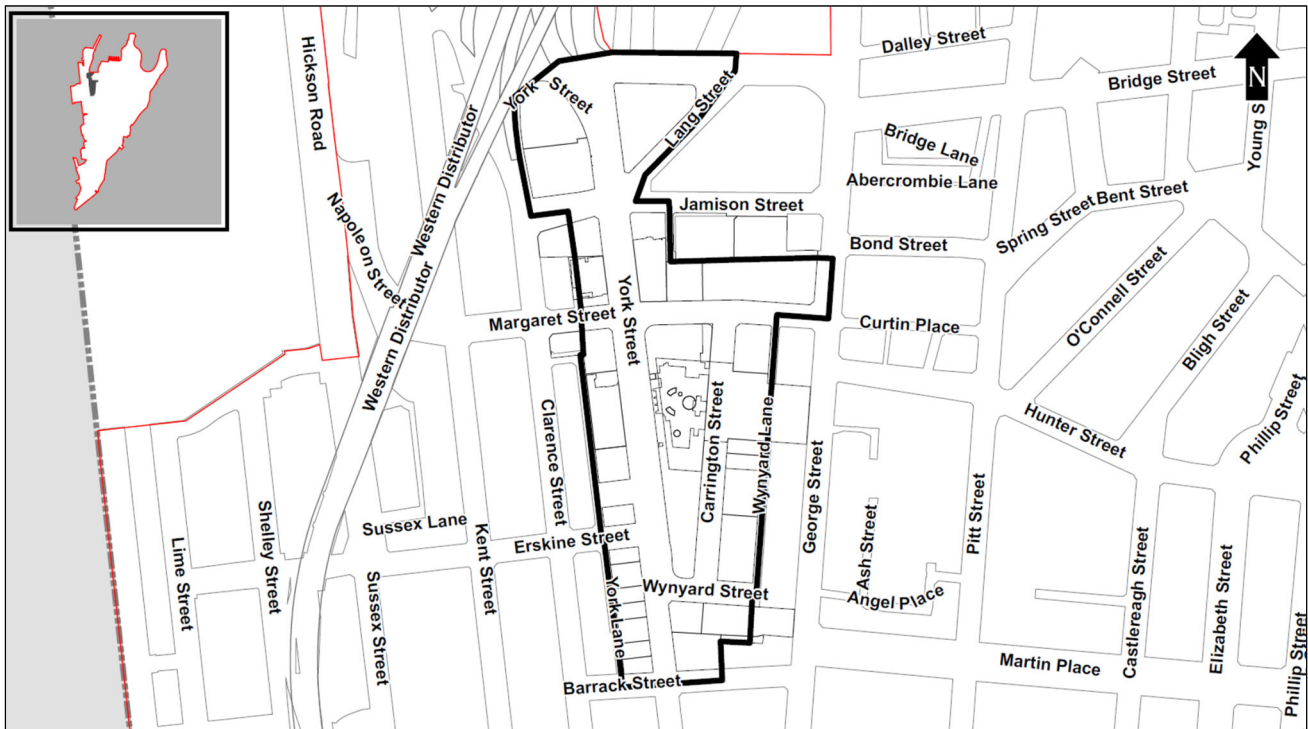 Dalley Street
Hickson Road
N
Bridge Street
York Street
Lang Street
Young S
Western Distributor
Bridge Lane
Abercrombie Lane
Bent Street
Napoleon Street
Jamison Street
Spring Street
Bond Street
O'Connell Street
Western Distributor
York Street
Margaret Street
Curtin Place
Bligh Street
Phillip Street
Hunter Street
Clarence Street
Carrington Street
Wynyard Lane
George Street
Pitt Street
Sussex Lane
Kent Street
Erskine Street
Ash Street
Shelley Street
Lime Street
Sussex Street
York Lane
Wynyard Street
Angel Place
Castlereagh Street
Elizabeth Street
Martin Place
Phillip Street
Barrack Street